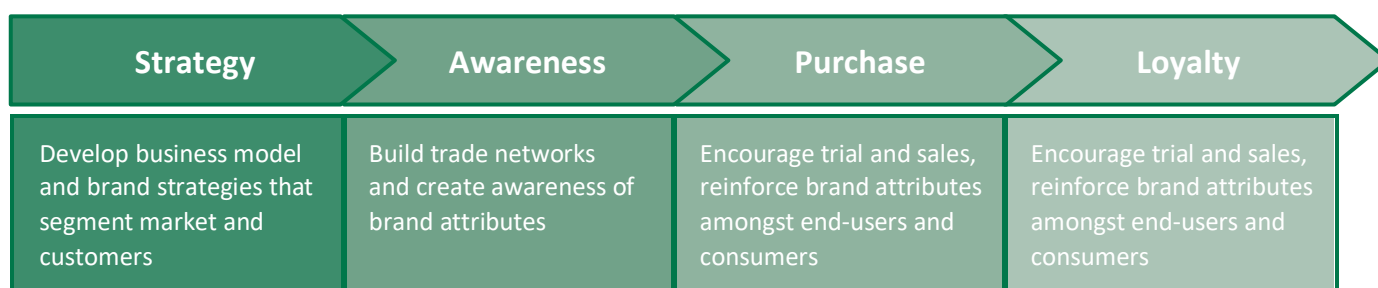 Strategy
Awareness
Purchase
Loyalty
Develop business model
and brand strategies that
segment market and
customers
Build trade networks
and create awareness of
brand attributes
Encourage trial and sales,
reinforce brand attributes
amongst end-users and
consumers
Encourage trial and sales,
reinforce brand attributes
amongst end-users and
consumers